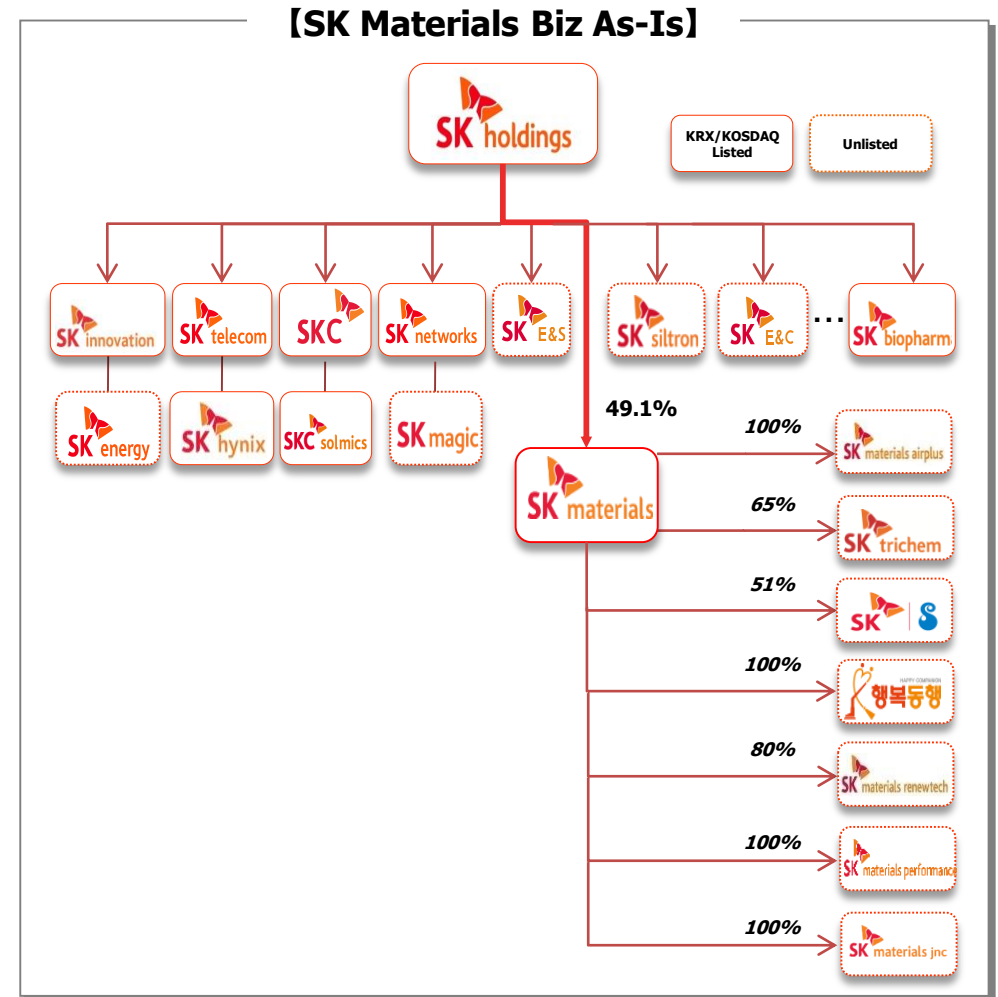 【SK Materials Biz As-Is】
SK holdings
KRX/KOSDAQ
Listed
Unlisted
SK innovation
SK telecom
SKC
SK networks
SK E&S
SK siltron
SK E&C
...
SK biopharm
SK energy
SK hynix
SKC solmics
SK magic
49.1%
SK materials
100%
SK materials airplus
65%
SK trichem
51%
SK | S
100%
HAPPY COMPANION
행복동행
80%
SK materials renewtech
100%
SK materials performance
100%
SK materials jnc